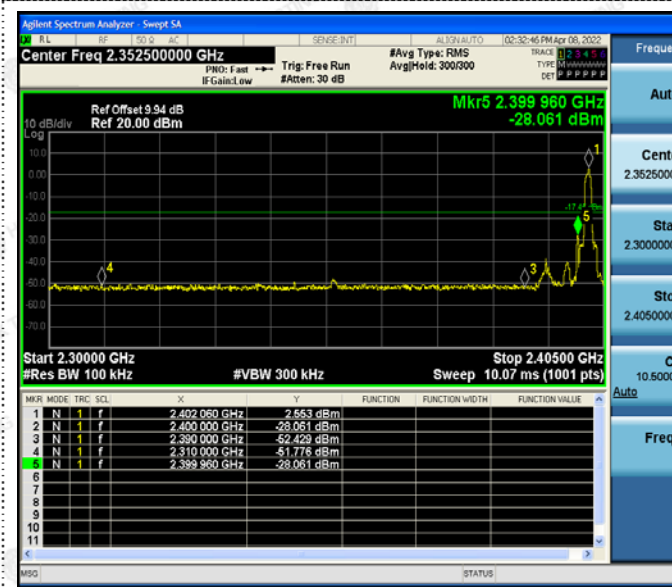 Agilent Spectrum Analyzer - Swept SA
RL RF 50 Ω AC SENSE:INT ALIGN AUTO 02:32:46 PM Apr 08, 2022
Center Freq 2.352500000 GHz
#Avg Type: RMS
TRACE 1 2 3 4 5 6
PNO: Fast Trig: Free Run Avg|Hold: 300/300
TYPE M
IFGain:Low #Atten: 30 dB
DET P P P P P P
Ref Offset 9.94 dB
Mkr5 2.399 960 GHz
10 dB/div Ref 20.00 dBm
-28.061 dBm
Log
10.0
0.00
-10.0
-20.0
-30.0
-40.0
-50.0
-60.0
-70.0
1
5
3
4
Start 2.30000 GHz Stop 2.40500 GHz
#Res BW 100 kHz #VBW 300 kHz Sweep 10.07 ms (1001 pts)
MKR MODE TRC SCL X Y FUNCTION FUNCTION WIDTH FUNCTION VALUE
1 N 1 f 2.402 060 GHz 2.553 dBm
2 N 1 f 2.400 000 GHz -28.061 dBm
3 N 1 f 2.390 000 GHz -52.429 dBm
4 N 1 f 2.310 000 GHz -51.776 dBm
5 N 1 f 2.399 960 GHz -28.061 dBm
6
7
8
9
10
11
MSG STATUS
Freque
Aut
Cente
2.3525000
Sta
2.3000000
Sto
2.4050000
C
10.5000
Auto
Freq